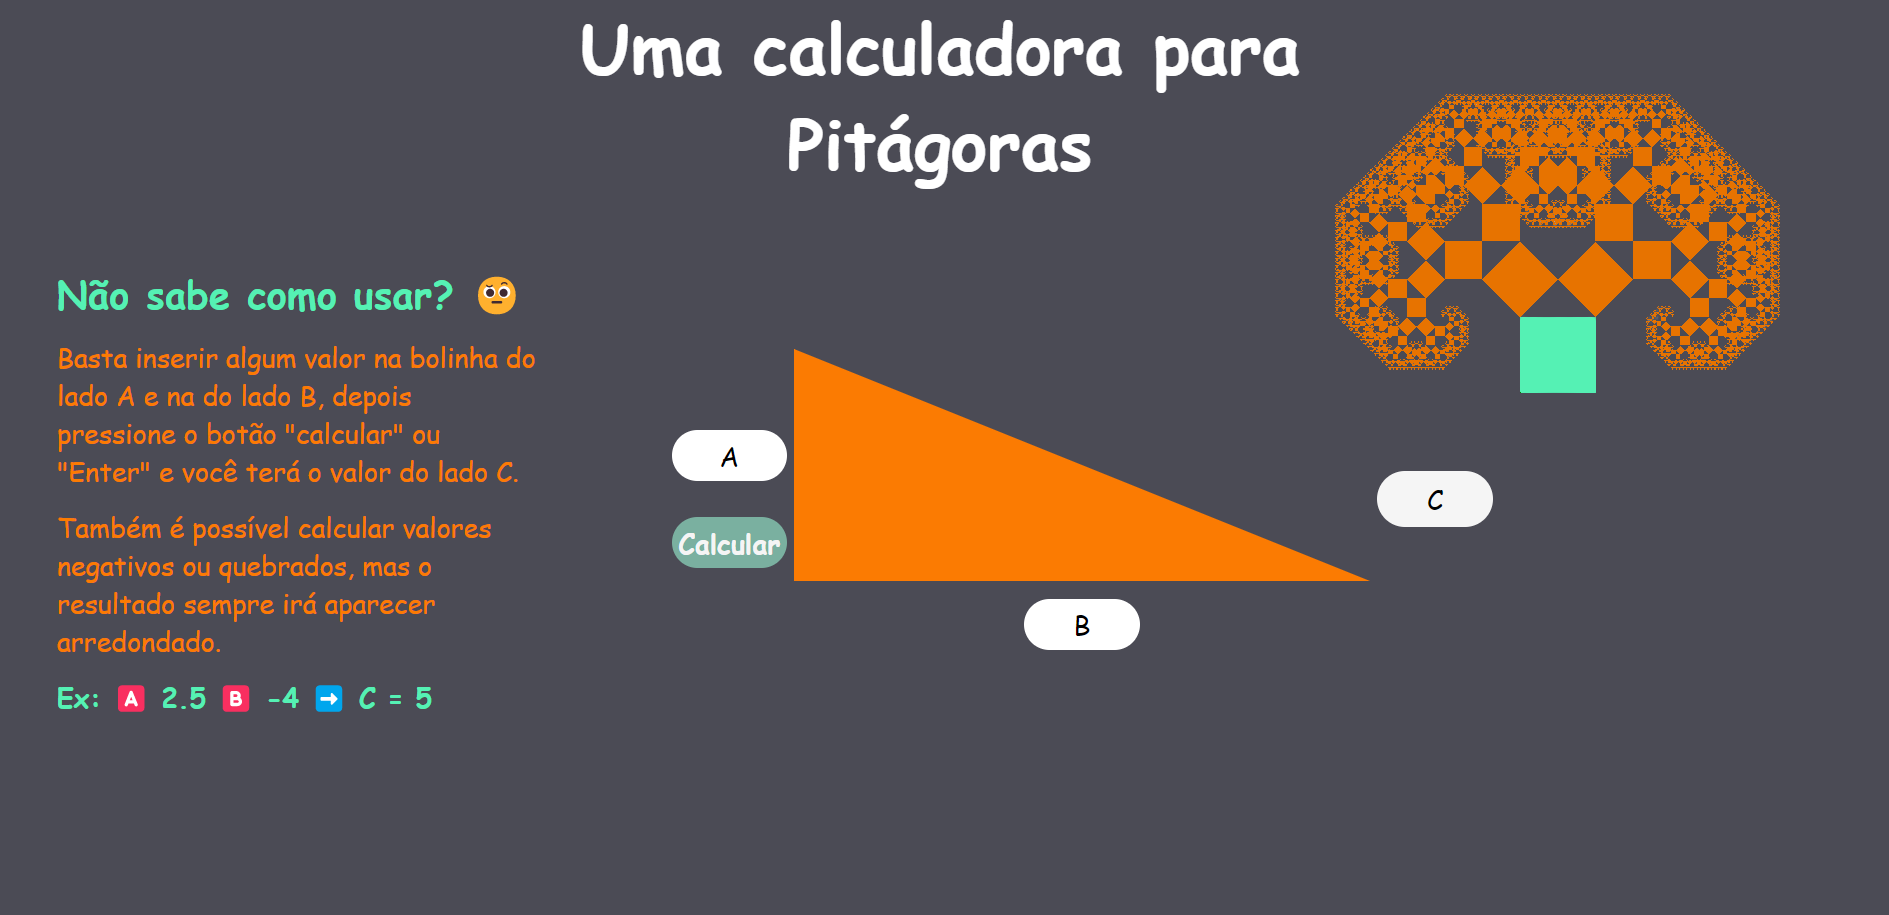 Uma calculadora para
Pitágoras
Não sabe como usar? 🤨
Basta inserir algum valor na bolinha do
lado A e na do lado B, depois
pressione o botão "calcular" ou
"Enter" e você terá o valor do lado C.
Também é possível calcular valores
negativos ou quebrados, mas o
resultado sempre irá aparecer
arredondado.
Ex: 🅰 2.5 🅱 -4 ➡ C = 5
A
Calcular
B
C